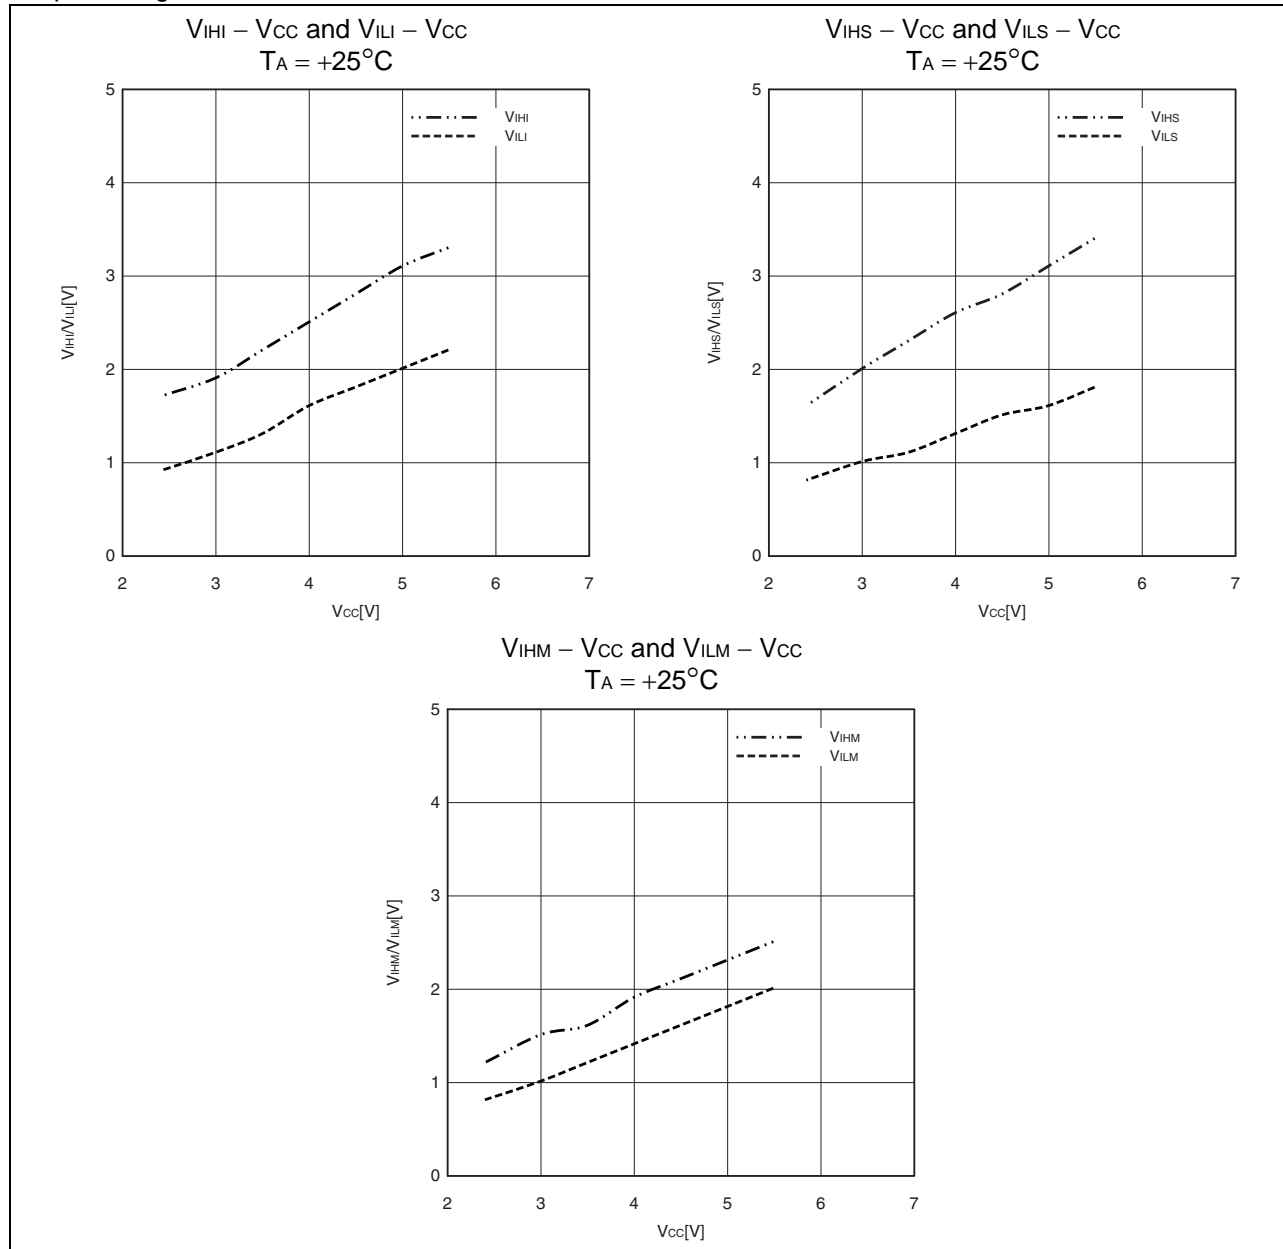 VIHI – VCC and VILI – VCC
TA = +25°C
5
4
3
2
1
0
VIHI/VILI[V]
VIHI
VILI
2 3 4 5 6 7
VCC[V]
VIHS – VCC and VILS – VCC
TA = +25°C
5
4
3
2
1
0
VIHS/VILS[V]
VIHS
VILS
2 3 4 5 6 7
VCC[V]
VIHM – VCC and VILM – VCC
TA = +25°C
5
4
3
2
1
0
VIHM/VILM[V]
VIHM
VILM
2 3 4 5 6 7
VCC[V]